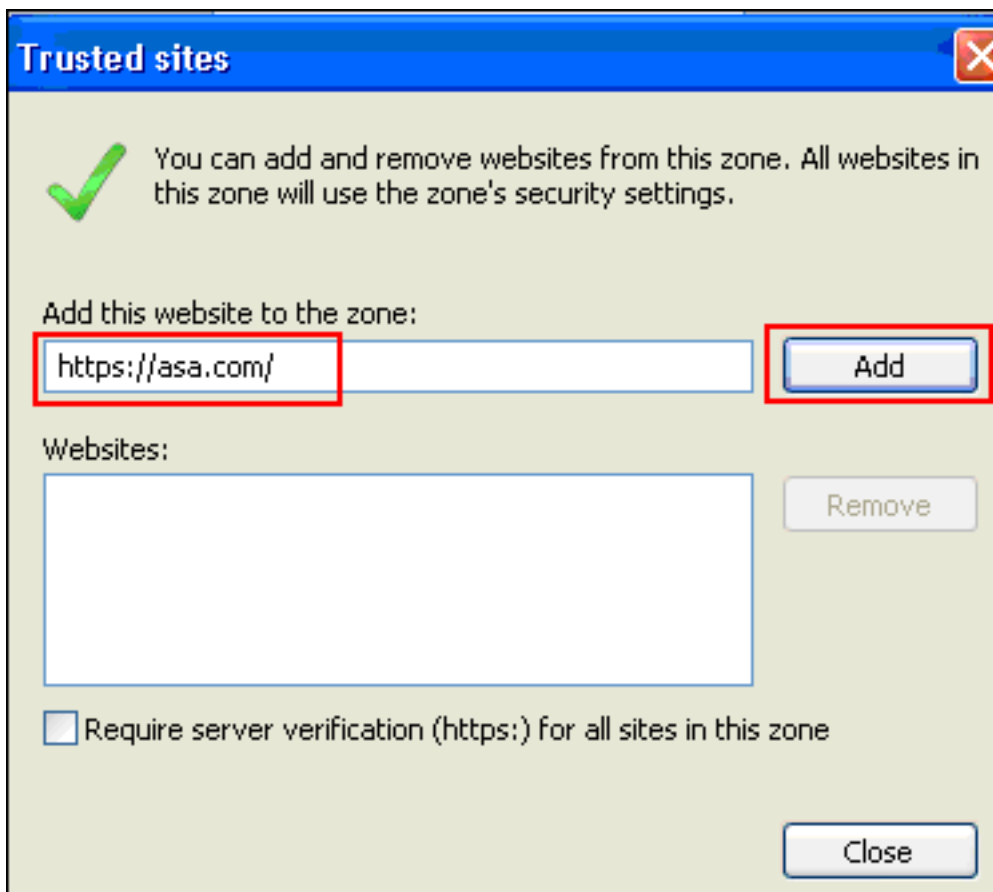 Trusted sites
You can add and remove websites from this zone. All websites in
this zone will use the zone's security settings.
Add this website to the zone:
https://asa.com/
Add
Websites:
Remove
Require server verification (https:) for all sites in this zone
Close